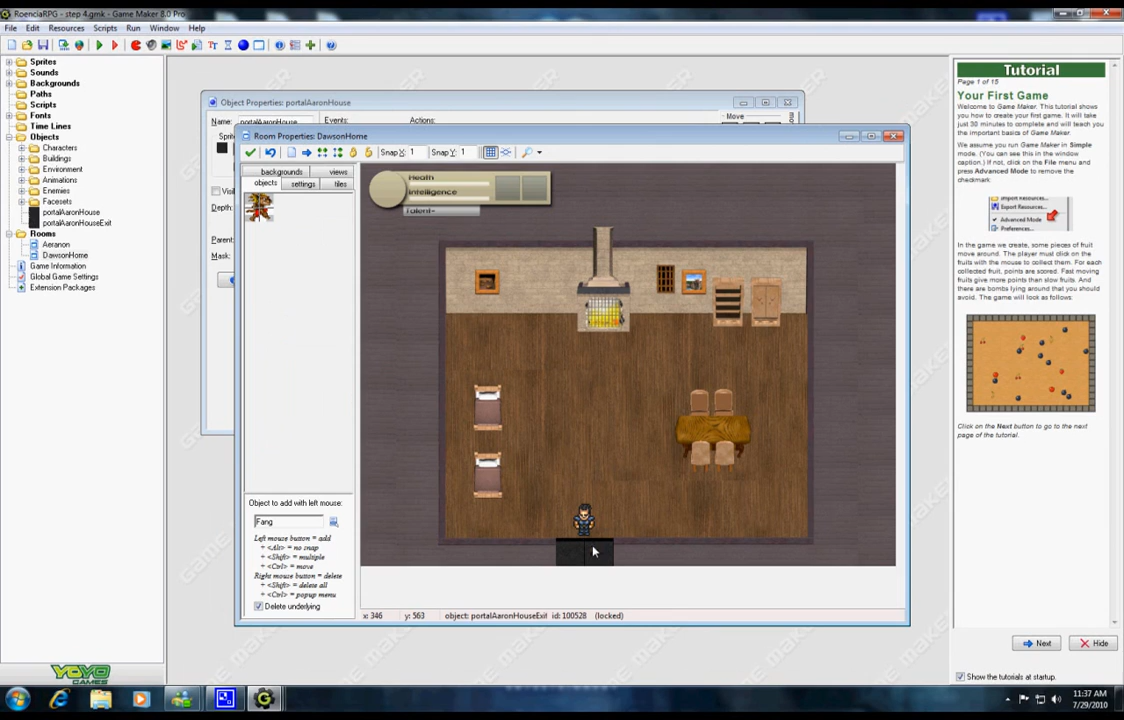 RoenciaRPG - step 4.gmk - Game Maker 8.0 Pro
File Edit Resources Scripts Run Window Help
Sprites
Sounds
Backgrounds
Paths
Scripts
Fonts
Time Lines
Objects
Characters
Buildings
Environment
Animations
Enemies
Facesets
portalAaronHouse
portalAaronHouseExit
Rooms
Aeranon
DawsonHome
Game Information
Global Game Settings
Extension Packages
YOYO
GAMES
Object Properties: portalAaronHouse
Name: portalAaronHouse Events: Actions:
Move
Depth:
Parent:
Mask:
Room Properties: DawsonHome
Snap X: 1 Snap Y: 1
backgrounds views
objects settings tiles
Heath
Intelligence
Talent-
Object to add with left mouse:
Fang
Left mouse button = add
+ <Alt> = no snap
+ <Shift> = multiple
+ <Ctrl> = move
Right mouse button = delete
+ <Shift> = delete all
+ <Ctrl> = popup menu
Delete underlying
x: 346 y: 563 object: portalAaronHouseExit id: 100528 (locked)
Tutorial
Page 1 of 15
Your First Game
Welcome to Game Maker. This tutorial shows
you how to create your first game. It will take
just 30 minutes to complete and will teach you
the important basics of Game Maker.
We assume you run Game Maker in Simple
mode. (You can see this in the window
caption.) If not, click on the File menu and
press Advanced Mode to remove the
checkmark:
Import Resources...
Export Resources...
Advanced Mode
Preferences...
In the game we create, some pieces of fruit
move around. The player must click on the
fruits with the mouse to collect them. For each
collected fruit, points are scored. Fast moving
fruits give more points than slow fruits. And
there are bombs lying around that you should
avoid. The game will look as follows:
Click on the Next button to go to the next
page of the tutorial.
Next Hide
Show the tutorials at startup.
11:37 AM
7/29/2010